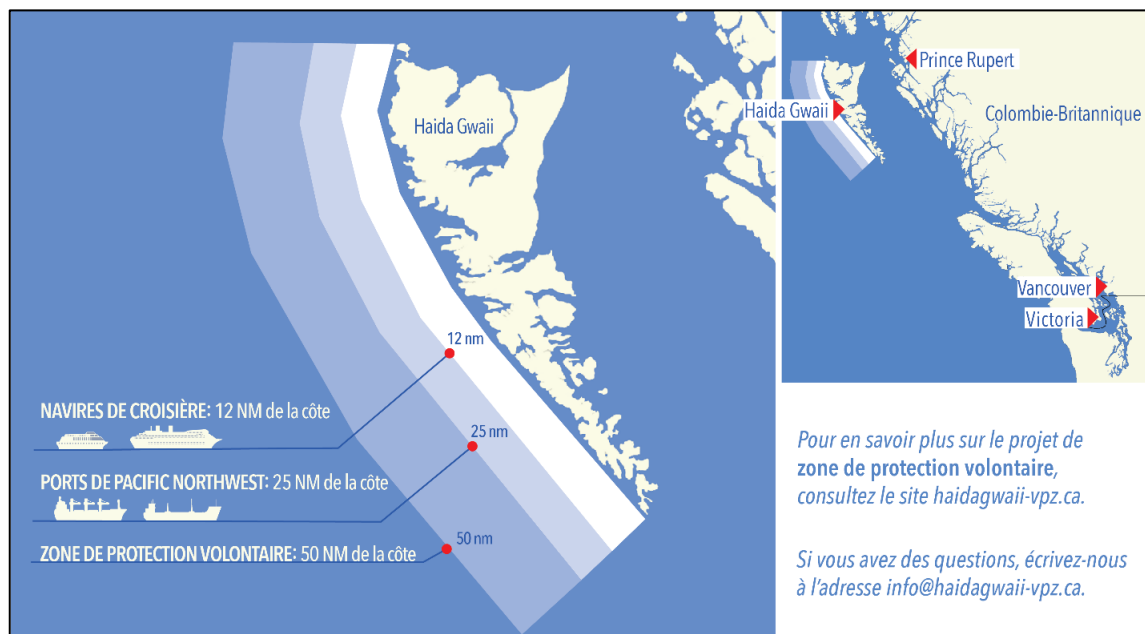 Haida Gwaii
12 nm
NAVIRES DE CROISIÈRE: 12 NM de la côte
25 nm
PORTS DE PACIFIC NORTHWEST: 25 NM de la côte
50 nm
ZONE DE PROTECTION VOLONTAIRE: 50 NM de la côte
Prince Rupert
Haida Gwaii
Colombie-Britannique
Vancouver
Victoria
Pour en savoir plus sur le projet de
zone de protection volontaire,
consultez le site haidagwaii-vpz.ca.
Si vous avez des questions, écrivez-nous
à l'adresse info@haidagwaii-vpz.ca.